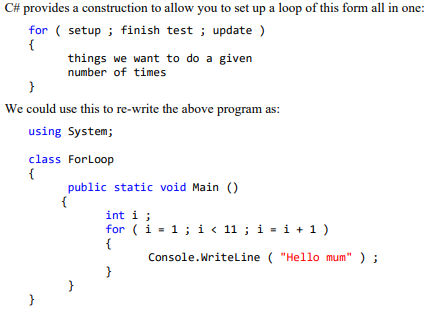 C# provides a construction to allow you to set up a loop of this form all in one:
for ( setup ; finish test ; update )
{
things we want to do a given
number of times
}
We could use this to re-write the above program as:
using System;
class ForLoop
{
public static void Main ()
{
int i ;
for ( i = 1 ; i < 11 ; i = i + 1 )
{
Console.WriteLine ( "Hello mum" ) ;
}
}
}